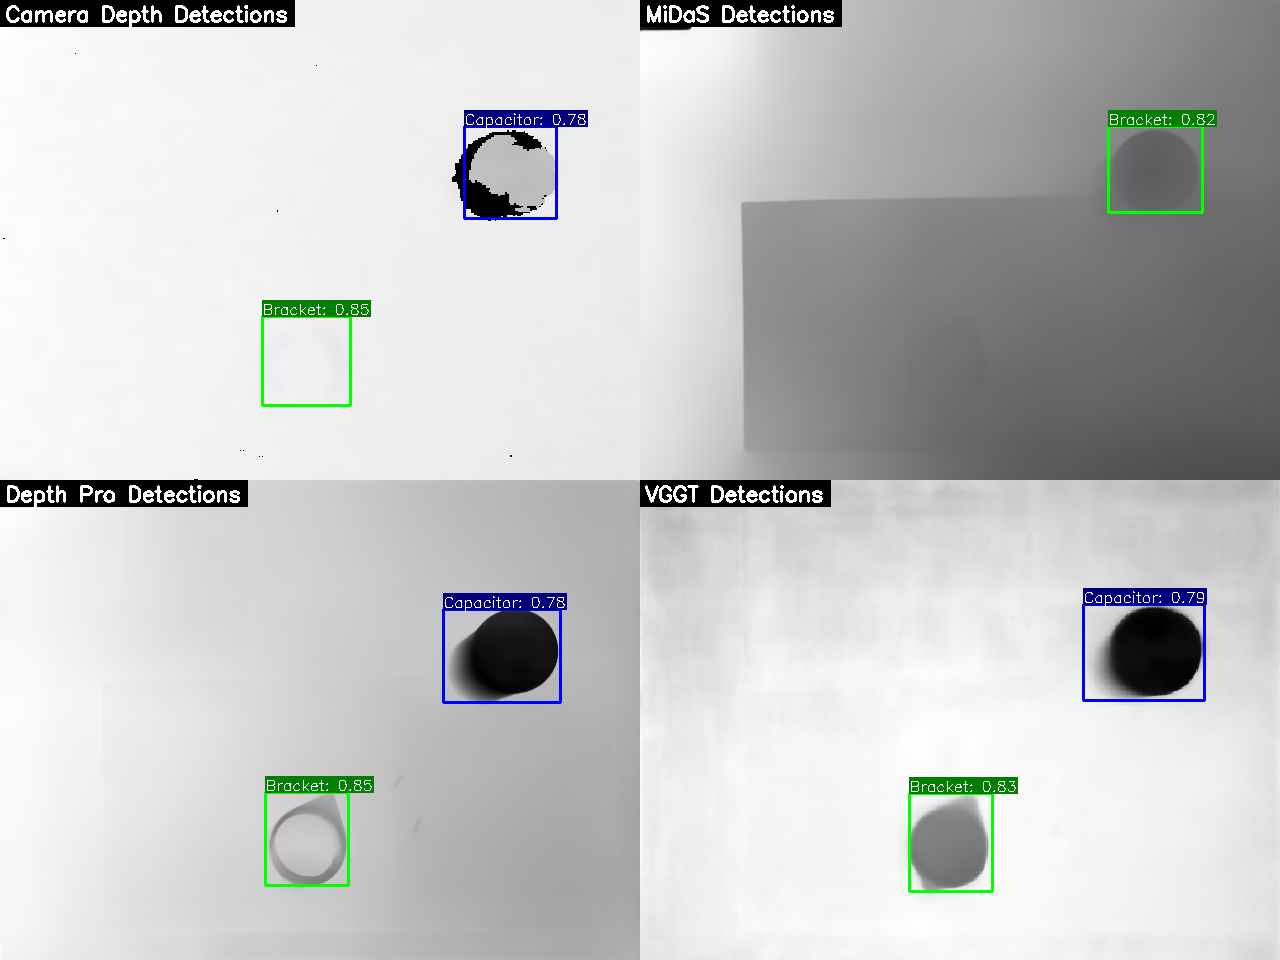 Camera Depth Detections
MiDaS Detections
Capacitor: 0.78
Bracket: 0.82
Bracket: 0.85
Depth Pro Detections
VGGT Detections
Capacitor: 0.78
Capacitor: 0.79
Bracket: 0.85
Bracket: 0.83